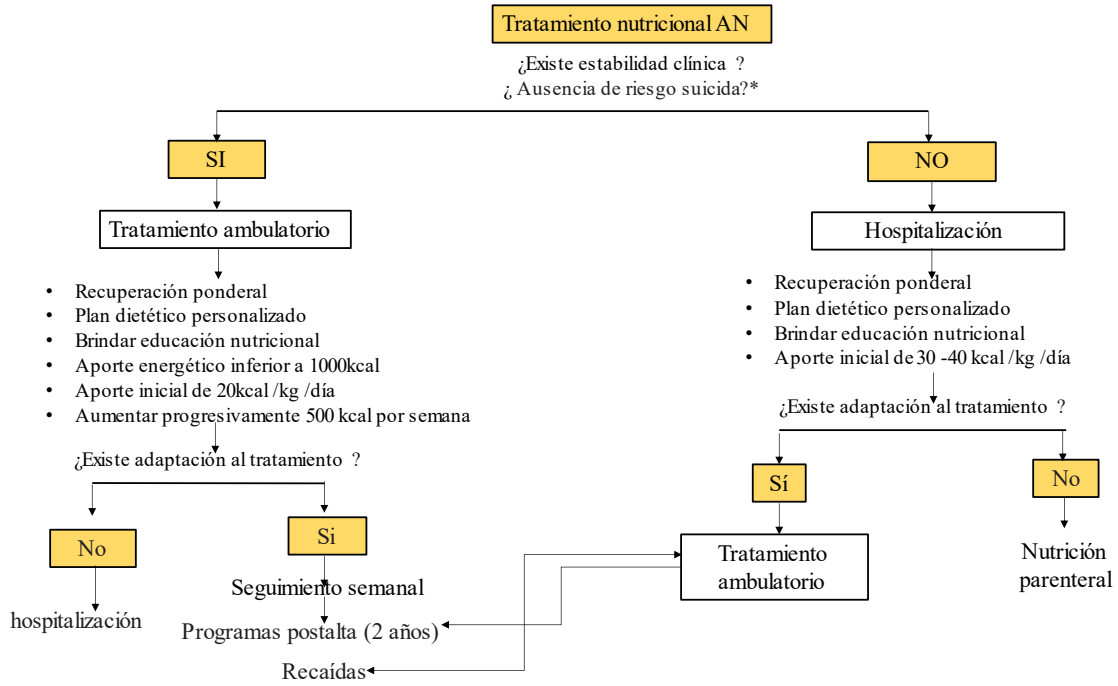 Tratamiento nutricional AN
¿Existe estabilidad clínica ?
¿ Ausencia de riesgo suicida?*
SI
NO
Tratamiento ambulatorio
Hospitalización
• Recuperación ponderal
• Plan dietético personalizado
• Brindar educación nutricional
• Aporte energético inferior a 1000kcal
• Aporte inicial de 20kcal /kg /día
• Aumentar progresivamente 500 kcal por semana
¿Existe adaptación al tratamiento ?
• Recuperación ponderal
• Plan dietético personalizado
• Brindar educación nutricional
• Aporte inicial de 30 -40 kcal /kg /día
¿Existe adaptación al tratamiento ?
No
Si
Sí
No
hospitalización
Seguimiento semanal
Programas postalta (2 años)
Recaídas
Tratamiento
ambulatorio
Nutrición
parenteral